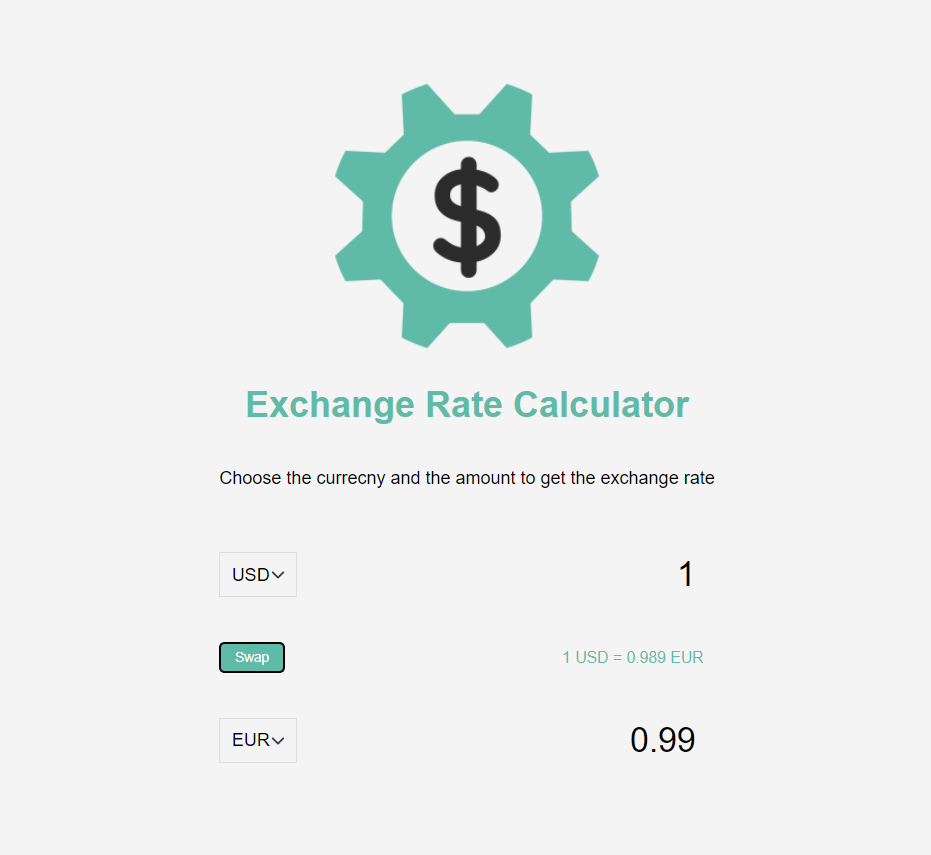 $
Exchange Rate Calculator
Choose the currecny and the amount to get the exchange rate
USD 1
Swap 1 USD = 0.989 EUR
EUR 0.99